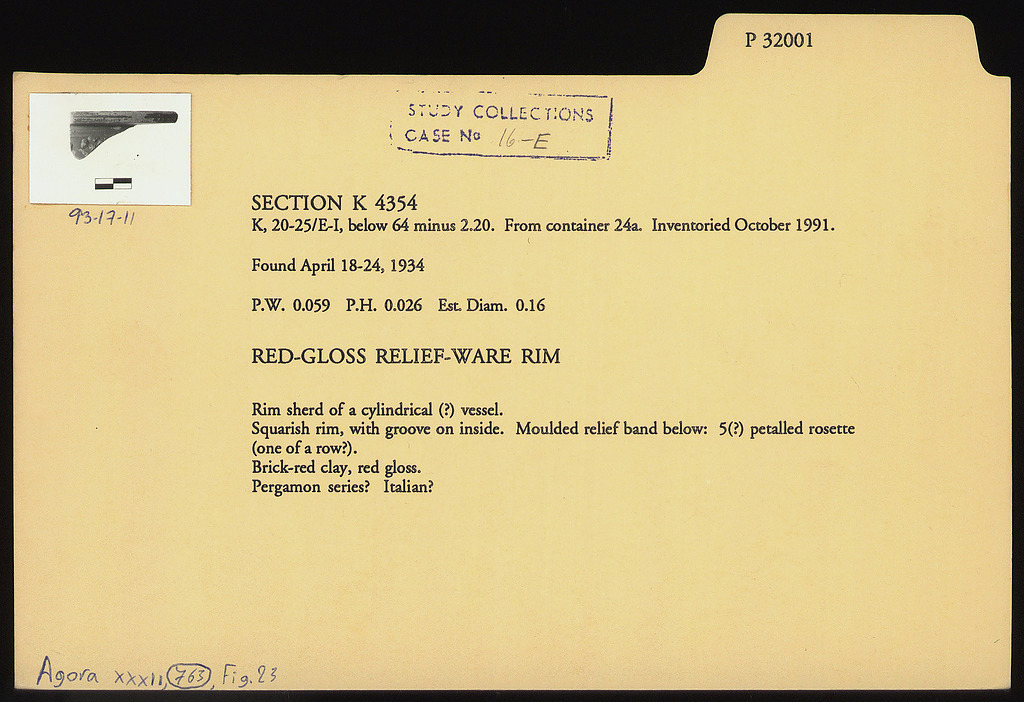 P 32001
STUDY COLLECTIONS
CASE No 16-E
93-17-11
SECTION K 4354
K, 20-25/E-I, below 64 minus 2.20. From container 24a. Inventoried October 1991.
Found April 18-24, 1934
P.W. 0.059 P.H. 0.026 Est. Diam. 0.16
RED-GLOSS RELIEF-WARE RIM
Rim sherd of a cylindrical (?) vessel.
Squarish rim, with groove on inside. Moulded relief band below: 5(?) petalled rosette
(one of a row?).
Brick-red clay, red gloss.
Pergamon series? Italian?
Agora XXXII, 763, Fig. 23